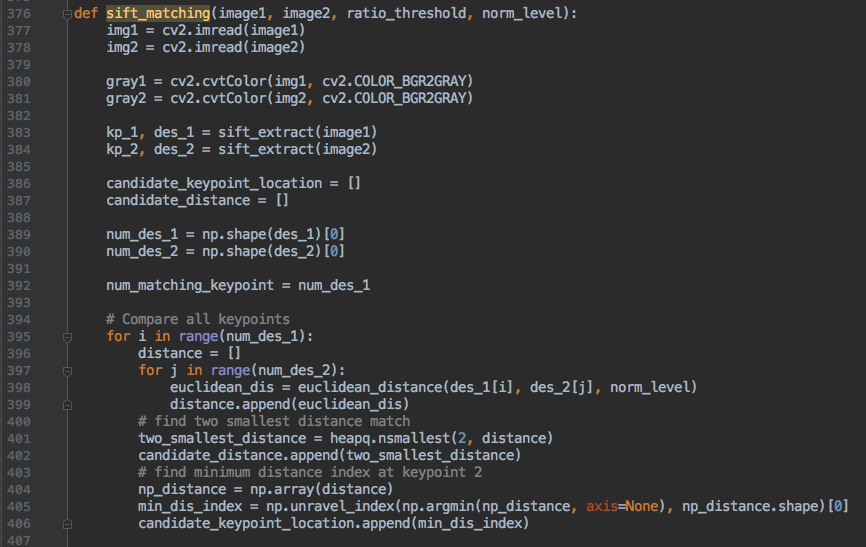 376 def sift_matching(image1, image2, ratio_threshold, norm_level):
377     img1 = cv2.imread(image1)
378     img2 = cv2.imread(image2)
379
380     gray1 = cv2.cvtColor(img1, cv2.COLOR_BGR2GRAY)
381     gray2 = cv2.cvtColor(img2, cv2.COLOR_BGR2GRAY)
382
383     kp_1, des_1 = sift_extract(image1)
384     kp_2, des_2 = sift_extract(image2)
385
386     candidate_keypoint_location = []
387     candidate_distance = []
388
389     num_des_1 = np.shape(des_1)[0]
390     num_des_2 = np.shape(des_2)[0]
391
392     num_matching_keypoint = num_des_1
393
394     # Compare all keypoints
395     for i in range(num_des_1):
396         distance = []
397         for j in range(num_des_2):
398             euclidean_dis = euclidean_distance(des_1[i], des_2[j], norm_level)
399             distance.append(euclidean_dis)
400         # find two smallest distance match
401         two_smallest_distance = heapq.nsmallest(2, distance)
402         candidate_distance.append(two_smallest_distance)
403         # find minimum distance index at keypoint 2
404         np_distance = np.array(distance)
405         min_dis_index = np.unravel_index(np.argmin(np_distance, axis=None), np_distance.shape)[0]
406         candidate_keypoint_location.append(min_dis_index)
407